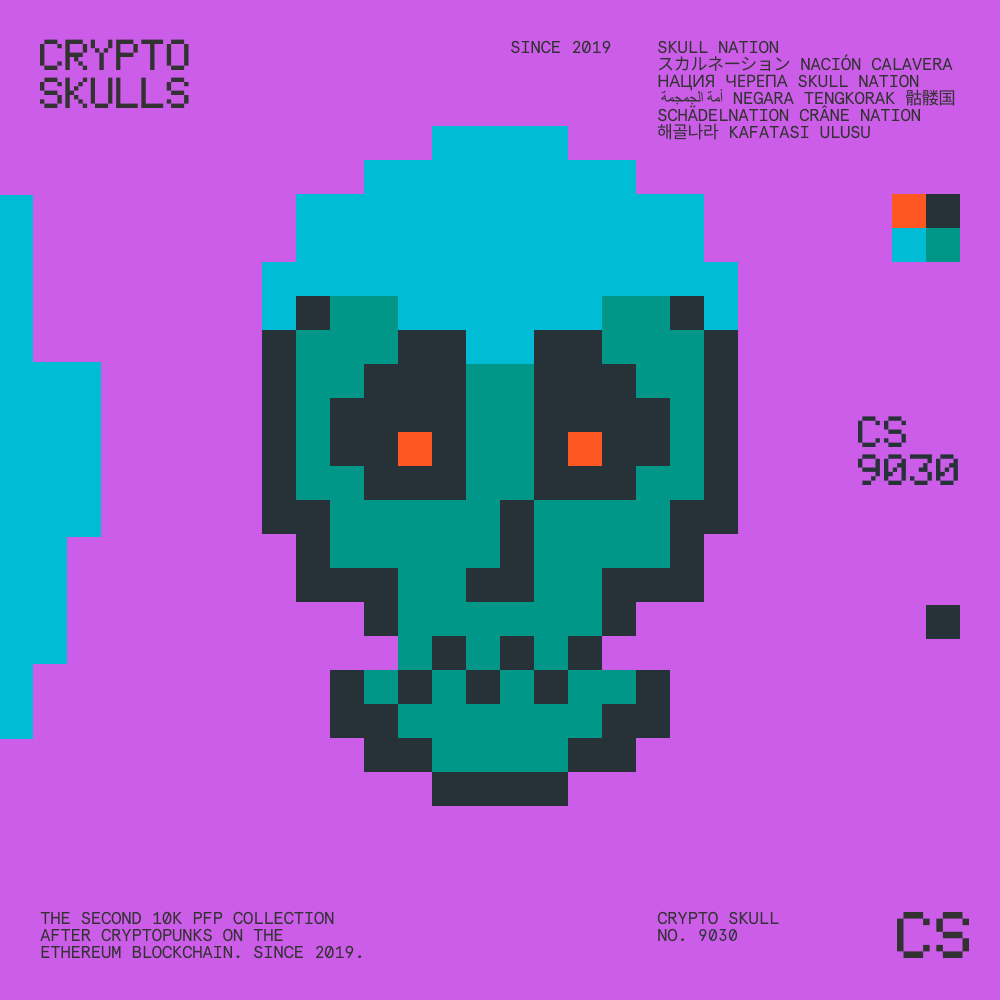 CRYPTO
SKULLS
SINCE 2019
SKULL NATION
スカルネーション NACIÓN CALAVERA
НАЦИЯ ЧЕРЕПА SKULL NATION
أمة الجمجمة NEGARA TENGKORAK 骷髅国
SCHÄDELNATION CRÂNE NATION
해골나라 KAFATASI ULUSU
CS
9030
THE SECOND 10K PFP COLLECTION
AFTER CRYPTOPUNKS ON THE
ETHEREUM BLOCKCHAIN. SINCE 2019.
CRYPTO SKULL
NO. 9030
CS